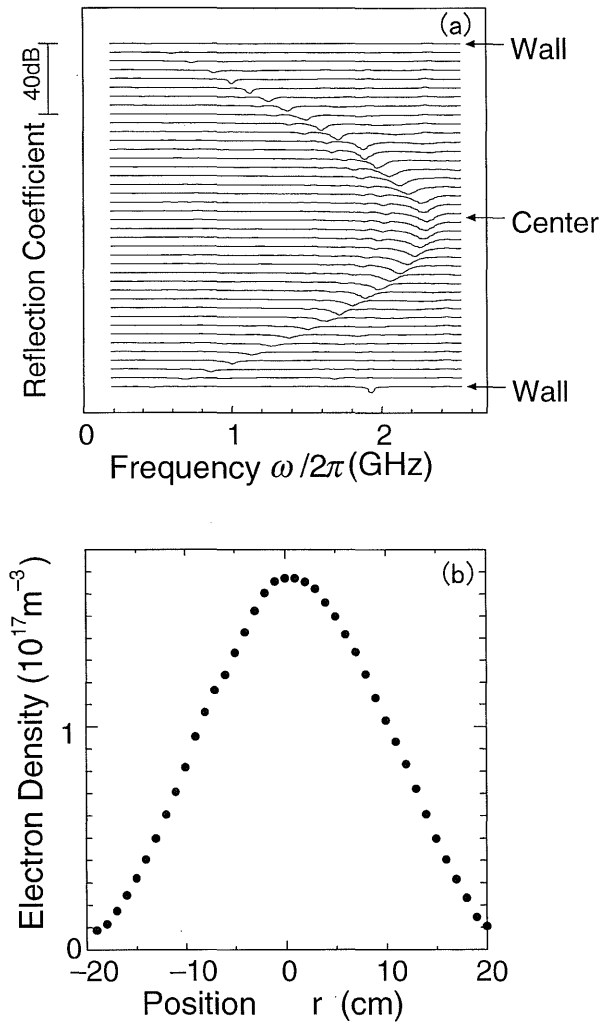 (a)
Wall
40dB
Reflection Coefficient
Center
Wall
0 1 2
Frequency ω/2π(GHz)
(b)
Electron Density (10¹⁷m⁻³)
1
0
−20 −10 0 10 20
Position r (cm)